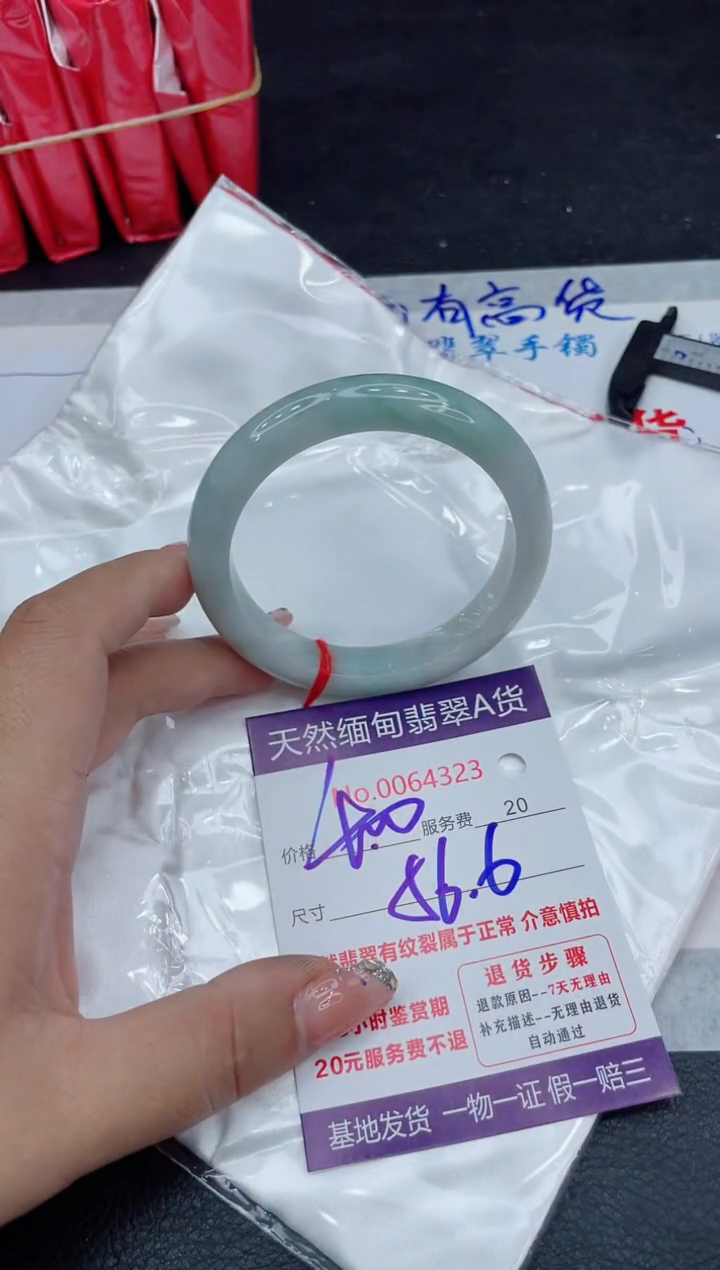 有高货
翡翠手镯
货
天然缅甸翡翠A货
No.0064323
价格 服务费 20
尺寸 56.6
翡翠有纹裂属于正常 介意慎拍
小时鉴赏期
20元服务费不退
退货步骤
退款原因--7天无理由
补充描述--无理由退货
自动通过
基地发货 一物一证 假一赔三